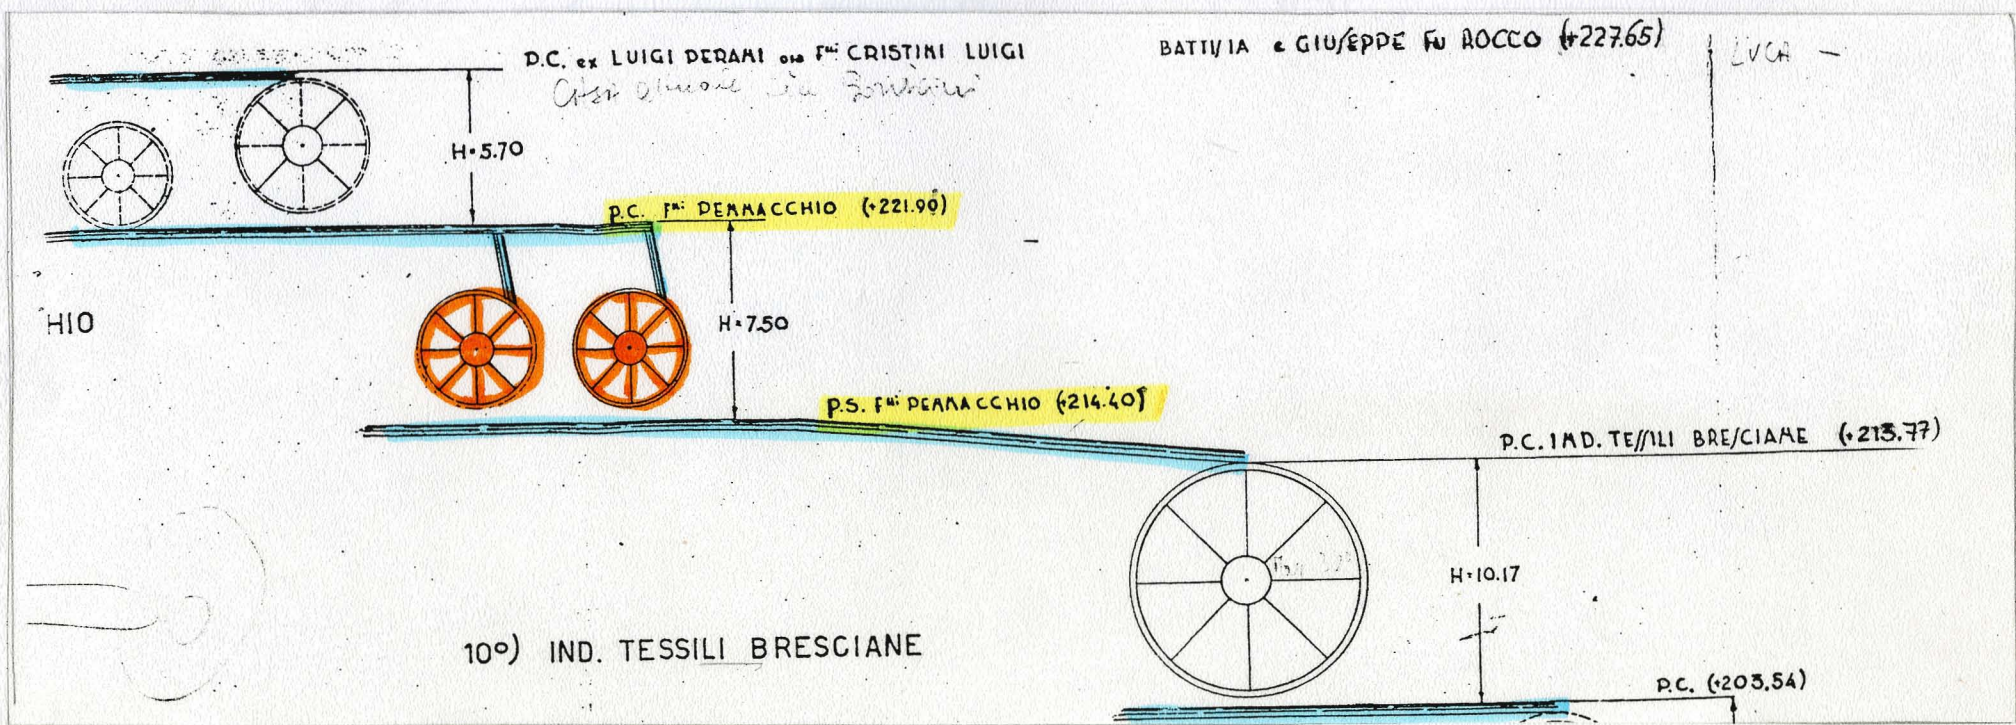 P.C. ex LUIGI PERANI ora F.lli CRISTINI LUIGI BATTISTA e GIUSEPPE FU ROCCO (+227.65)
LUCA -
H=5.70
P.C. F.lli PENNACCHIO (+221.90)
HIO
H=7.50
P.S. F.lli PENNACCHIO (+214.40)
P.C. IND. TESSILI BRESCIANE (+213.77)
H=10.17
10°) IND. TESSILI BRESCIANE
P.C. (+203.54)